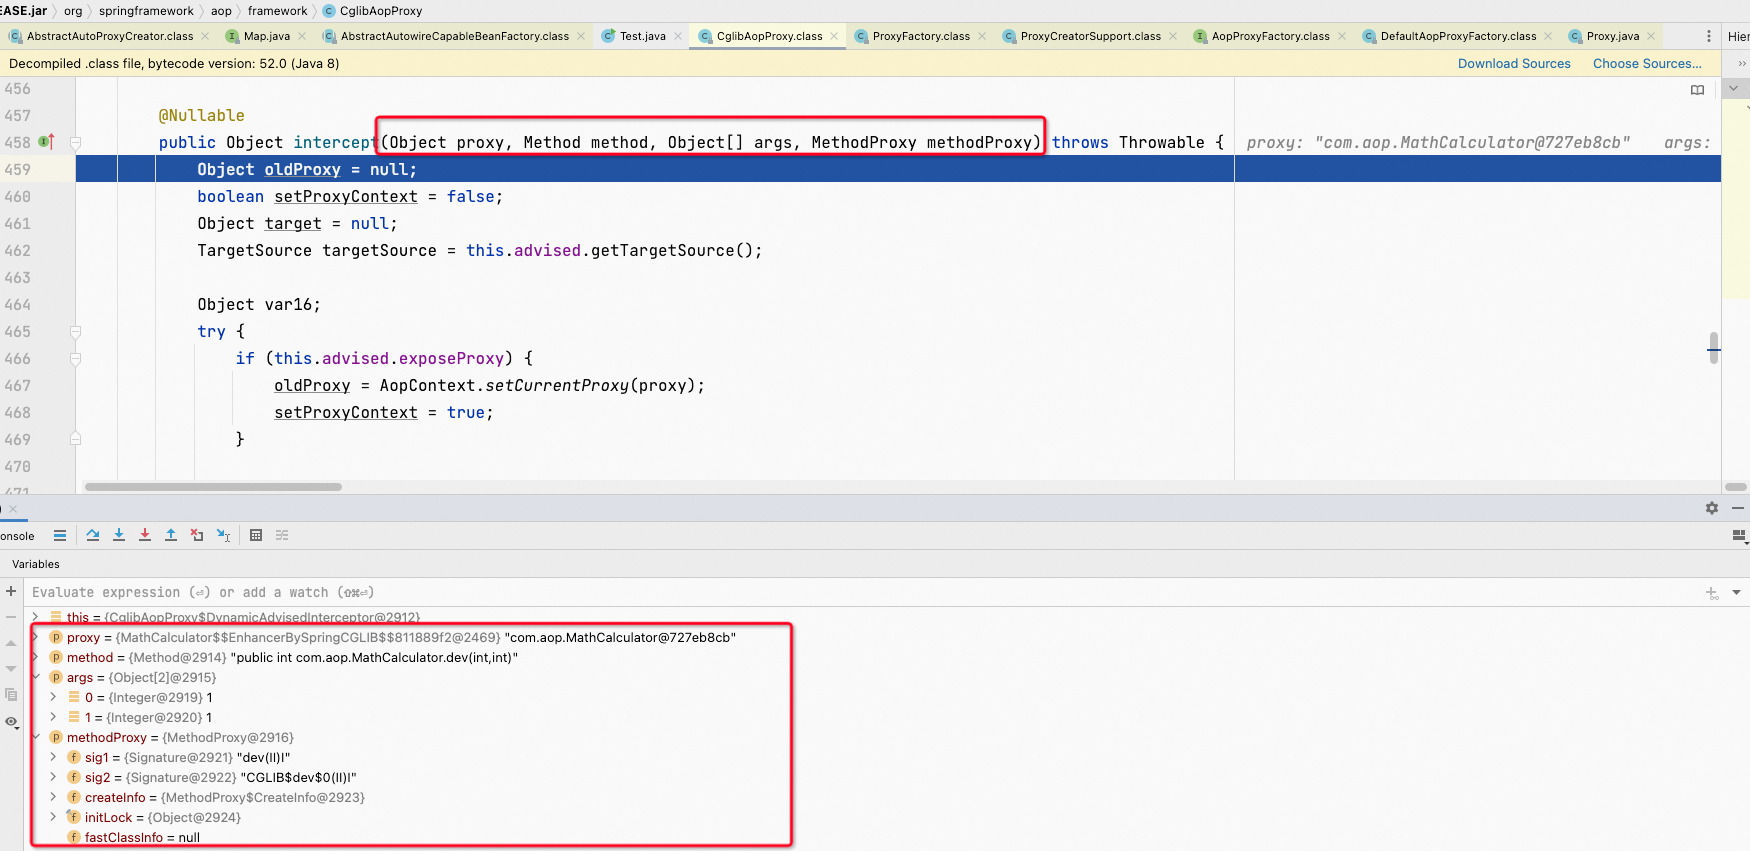 EASE.jar org springframework aop framework CglibAopProxy
AbstractAutoProxyCreator.class Map.java AbstractAutowireCapableBeanFactory.class Test.java CglibAopProxy.class ProxyFactory.class ProxyCreatorSupport.class AopProxyFactory.class DefaultAopProxyFactory.class Proxy.java Hier
Decompiled .class file, bytecode version: 52.0 (Java 8) Download Sources Choose Sources...
456
457 @Nullable
458 public Object intercept(Object proxy, Method method, Object[] args, MethodProxy methodProxy) throws Throwable { proxy: "com.aop.MathCalculator@727eb8cb" args:
459 Object oldProxy = null;
460 boolean setProxyContext = false;
461 Object target = null;
462 TargetSource targetSource = this.advised.getTargetSource();
463
464 Object var16;
465 try {
466 if (this.advised.exposeProxy) {
467 oldProxy = AopContext.setCurrentProxy(proxy);
468 setProxyContext = true;
469 }
470
471
onsole
Variables
Evaluate expression (⏎) or add a watch (⇧⌘⏎)
this = {CglibAopProxy$DynamicAdvisedInterceptor@2912}
proxy = {MathCalculator$$EnhancerBySpringCGLIB$$811889f2@2469} "com.aop.MathCalculator@727eb8cb"
method = {Method@2914} "public int com.aop.MathCalculator.dev(int,int)"
args = {Object[2]@2915}
0 = {Integer@2919} 1
1 = {Integer@2920} 1
methodProxy = {MethodProxy@2916}
sig1 = {Signature@2921} "dev(II)I"
sig2 = {Signature@2922} "CGLIB$dev$0(II)I"
createInfo = {MethodProxy$CreateInfo@2923}
initLock = {Object@2924}
fastClassInfo = null